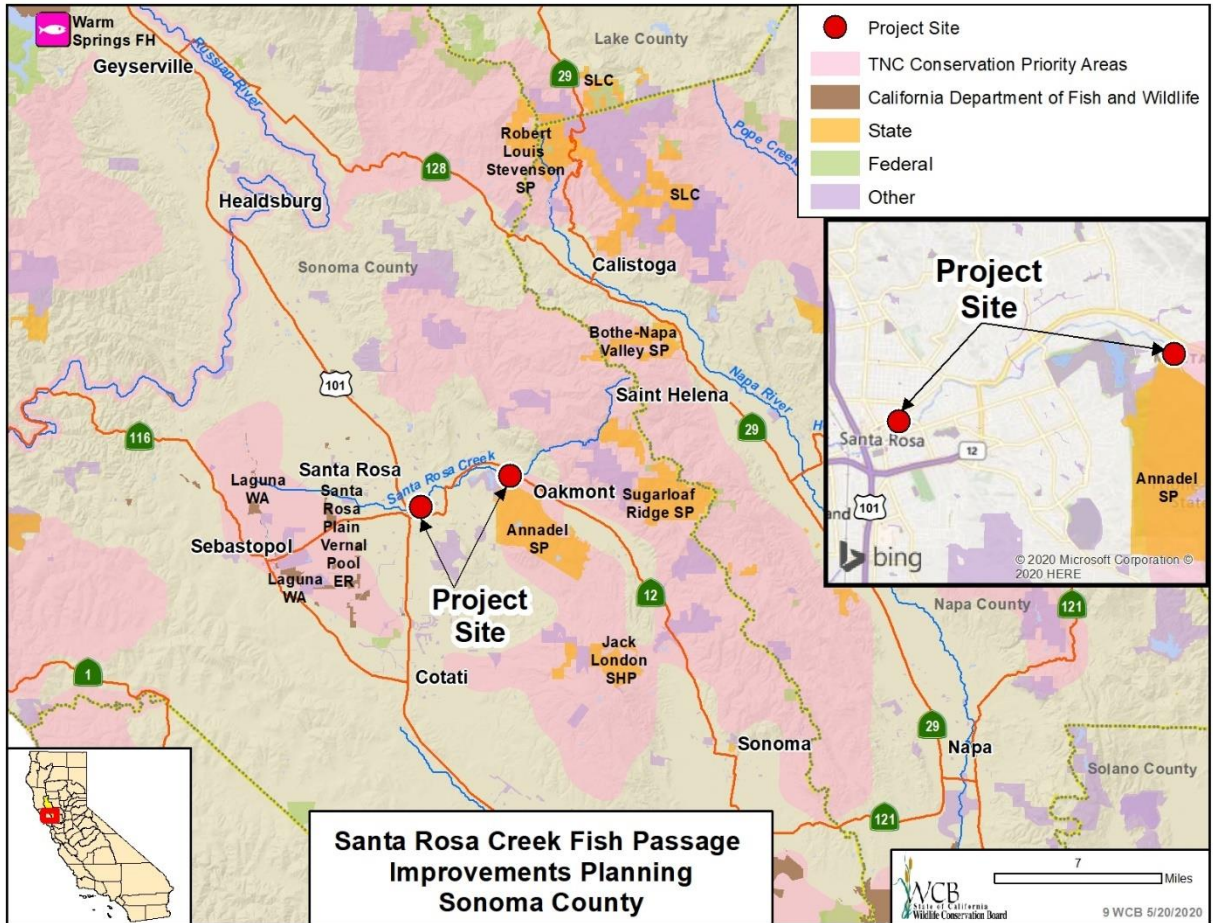 Warm
Springs FH
Geyserville
Russian River
Lake County
29
SLC
Robert
Louis
Stevenson
SP
Pope Creek
128
SLC
Healdsburg
Sonoma County
Calistoga
Bothe-Napa
Valley SP
101
Saint Helena
Napa River
29
116
Santa Rosa
Santa Rosa Creek
Laguna
WA
Santa
Rosa
Plain
Vernal
Pool
ER
Oakmont
Sugarloaf
Ridge SP
Annadel
SP
Sebastopol
Laguna
WA
Project
Site
12
Jack
London
SHP
Cotati
1
Sonoma
29
Napa
Napa County
121
Solano County
121
Project Site
TNC Conservation Priority Areas
California Department of Fish and Wildlife
State
Federal
Other
Project
Site
Santa Rosa
12
101
Annadel
SP
bing
© 2020 Microsoft Corporation ©
2020 HERE
Santa Rosa Creek Fish Passage
Improvements Planning
Sonoma County
WCB
State of California
Wildlife Conservation Board
7
Miles
9 WCB 5/20/2020